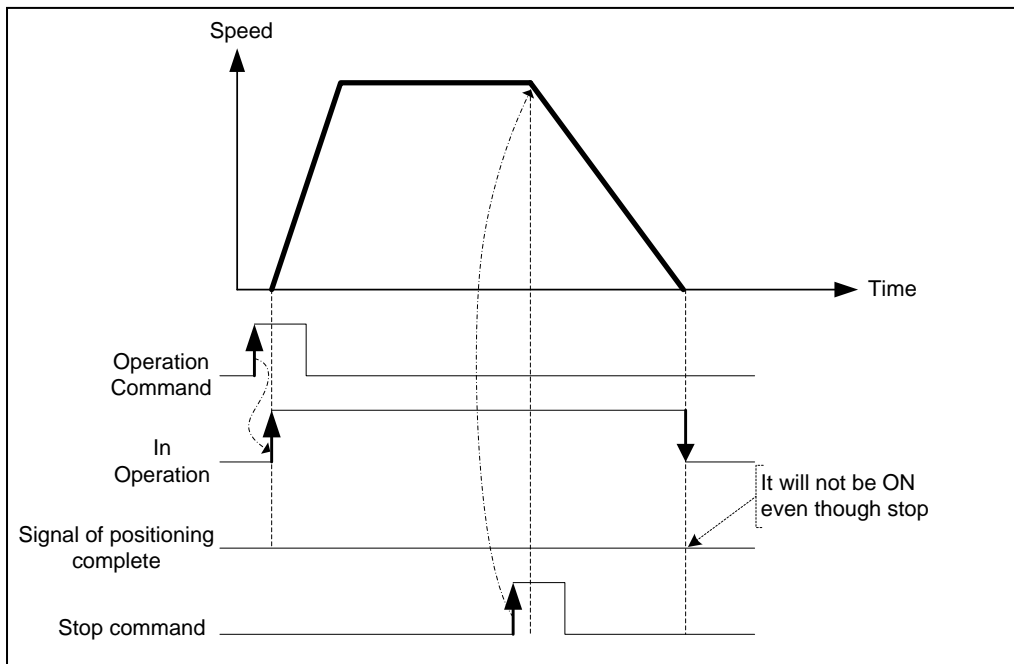 Speed
Time
Operation
Command
In
Operation
It will not be ON
even though stop
Signal of positioning
complete
Stop command